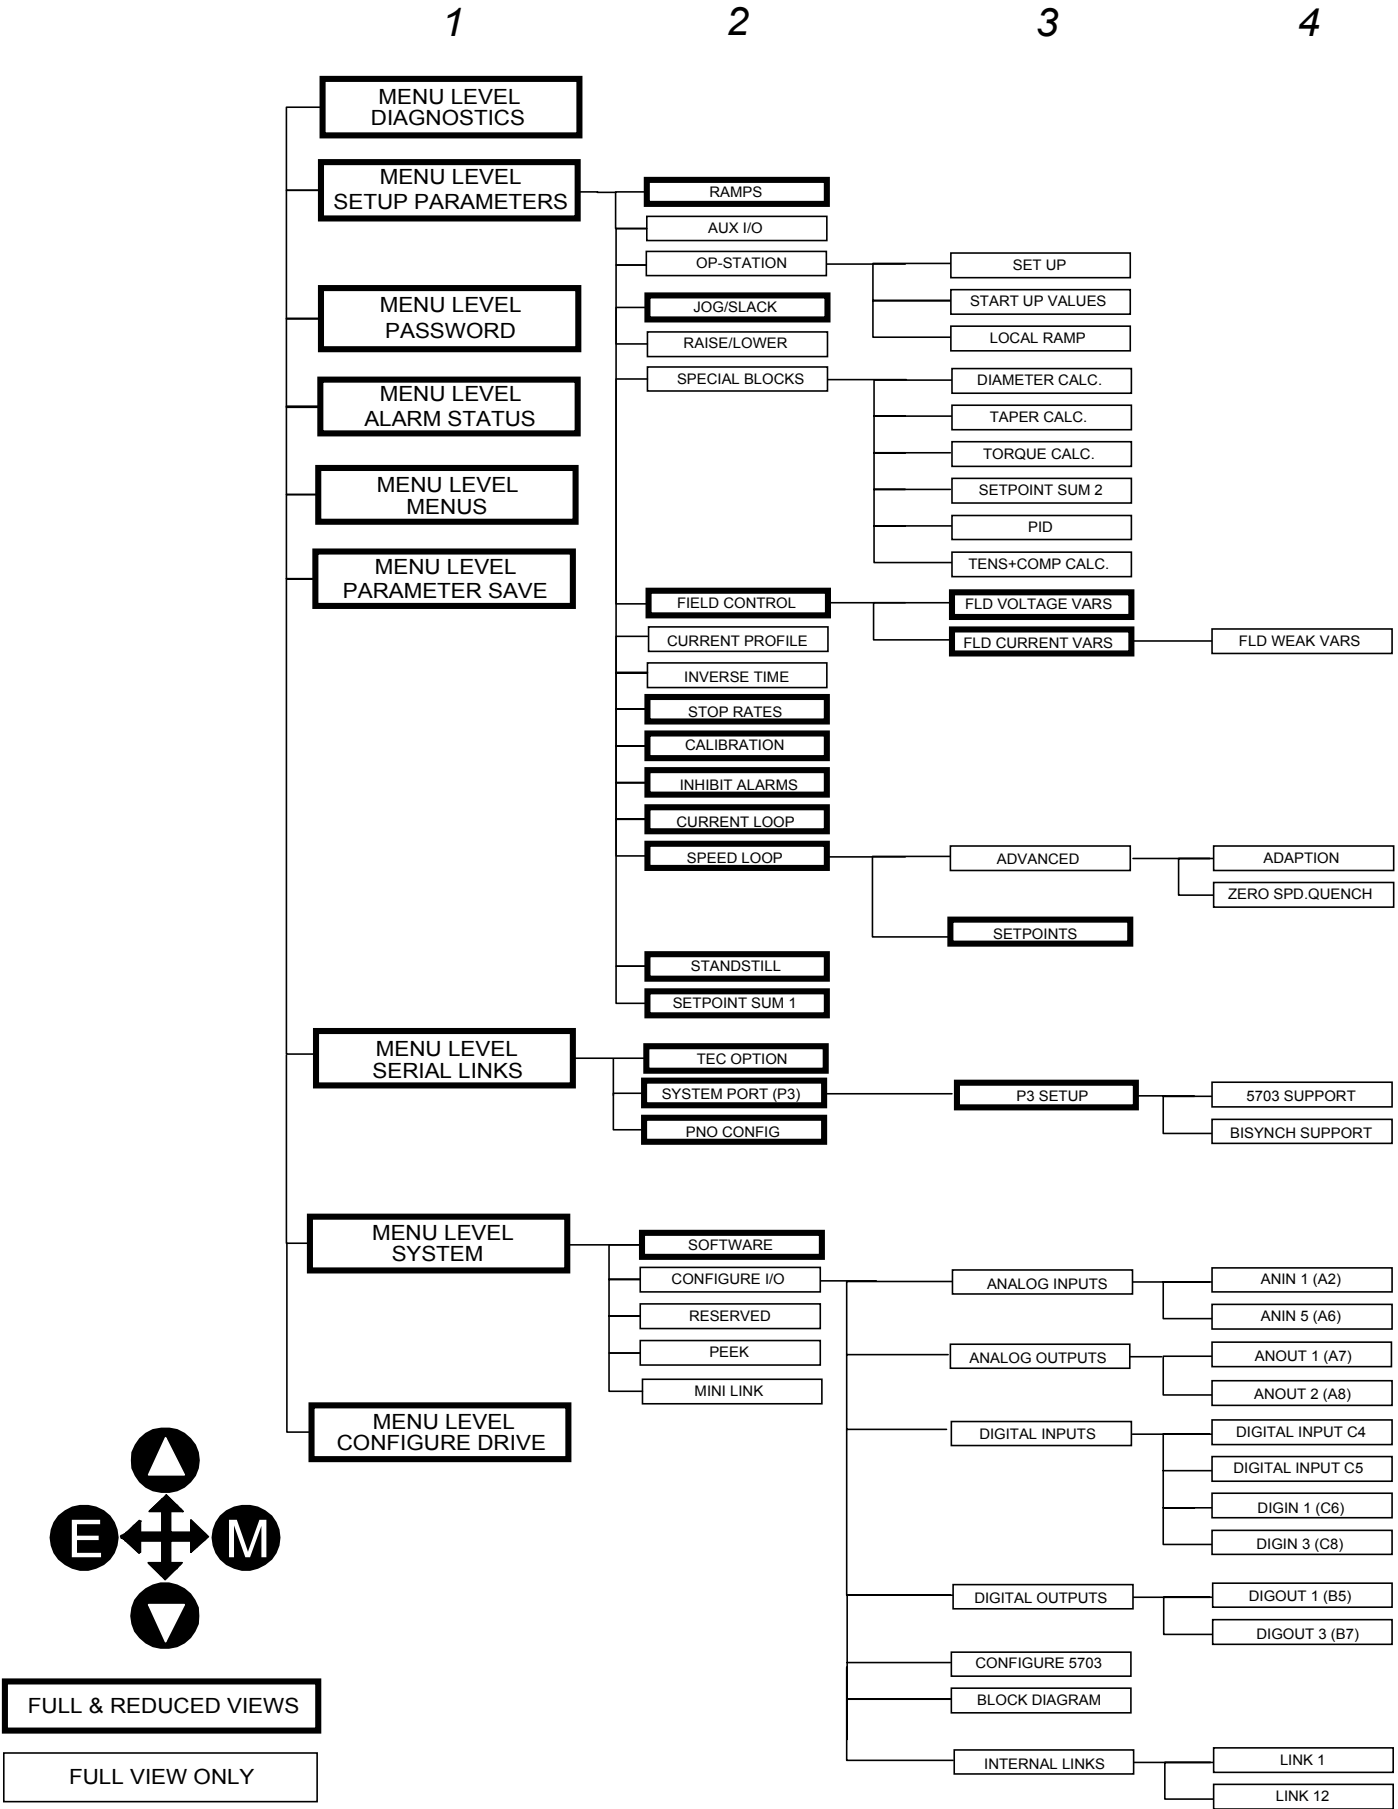 1 2 3 4
MENU LEVEL
DIAGNOSTICS
MENU LEVEL
SETUP PARAMETERS
RAMPS
AUX I/O
OP-STATION
SET UP
START UP VALUES
LOCAL RAMP
MENU LEVEL
PASSWORD
JOG/SLACK
RAISE/LOWER
SPECIAL BLOCKS
DIAMETER CALC.
TAPER CALC.
TORQUE CALC.
SETPOINT SUM 2
PID
TENS+COMP CALC.
MENU LEVEL
ALARM STATUS
MENU LEVEL
MENUS
MENU LEVEL
PARAMETER SAVE
FIELD CONTROL
FLD VOLTAGE VARS
FLD CURRENT VARS
FLD WEAK VARS
CURRENT PROFILE
INVERSE TIME
STOP RATES
CALIBRATION
INHIBIT ALARMS
CURRENT LOOP
SPEED LOOP
ADVANCED
ADAPTION
ZERO SPD.QUENCH
SETPOINTS
STANDSTILL
SETPOINT SUM 1
MENU LEVEL
SERIAL LINKS
TEC OPTION
SYSTEM PORT (P3)
P3 SETUP
5703 SUPPORT
BISYNCH SUPPORT
PNO CONFIG
MENU LEVEL
SYSTEM
SOFTWARE
CONFIGURE I/O
ANALOG INPUTS
ANIN 1 (A2)
ANIN 5 (A6)
RESERVED
PEEK
MINI LINK
ANALOG OUTPUTS
ANOUT 1 (A7)
ANOUT 2 (A8)
MENU LEVEL
CONFIGURE DRIVE
DIGITAL INPUTS
DIGITAL INPUT C4
DIGITAL INPUT C5
DIGIN 1 (C6)
DIGIN 3 (C8)
E M
DIGITAL OUTPUTS
DIGOUT 1 (B5)
DIGOUT 3 (B7)
CONFIGURE 5703
BLOCK DIAGRAM
INTERNAL LINKS
LINK 1
LINK 12
FULL & REDUCED VIEWS
FULL VIEW ONLY